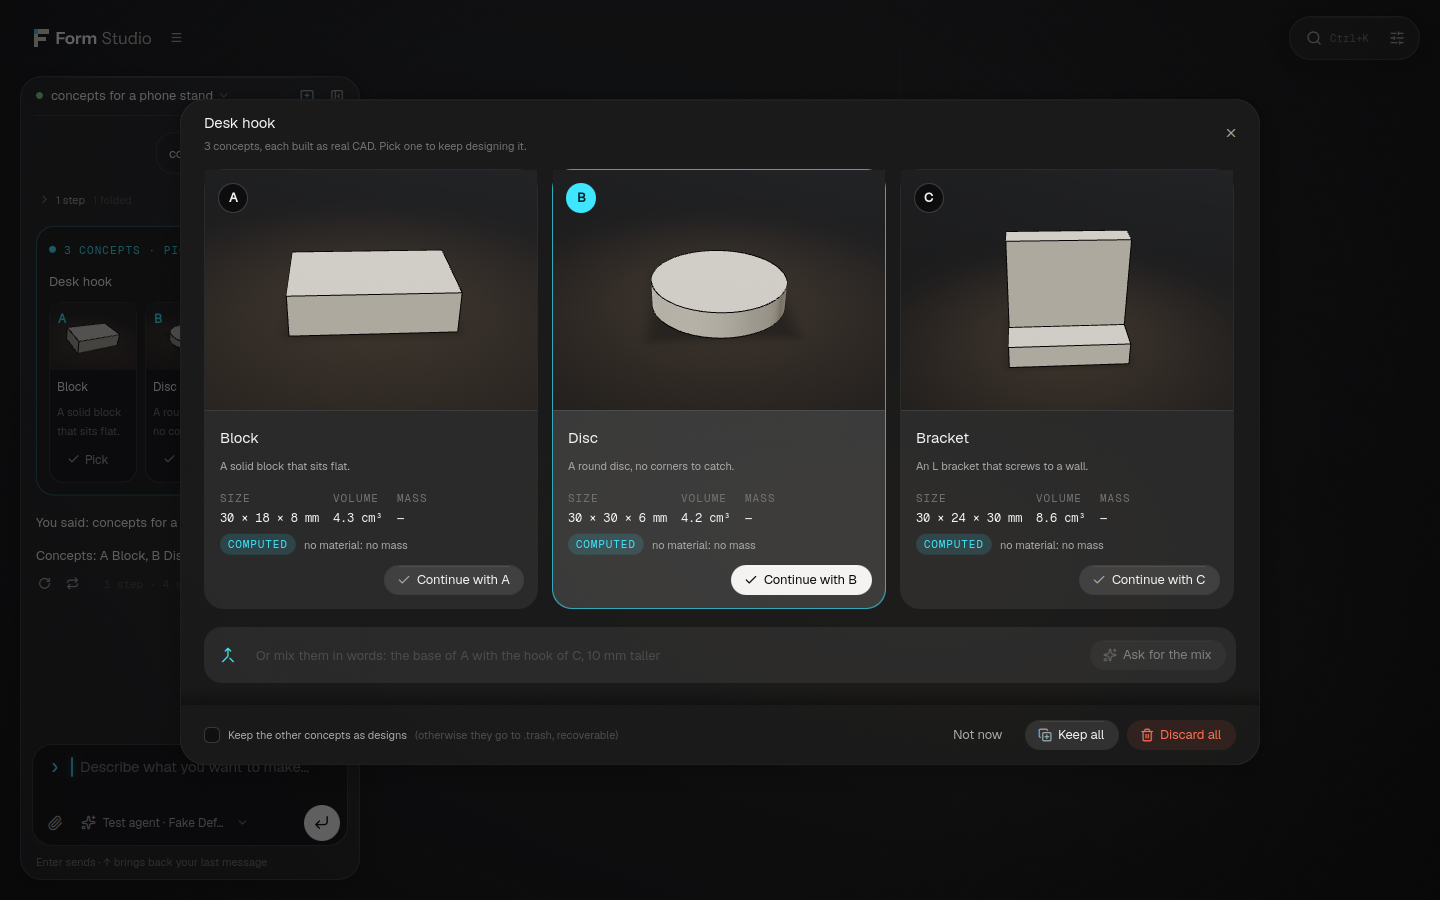 Form Studio
Ctrl+K
concepts for a phone stand
Desk hook
3 concepts, each built as real CAD. Pick one to keep designing it.
co
1 step 1 folded
3 CONCEPTS · PI
Desk hook
A
B
Block
Disc
A solid block
that sits flat.
A rou
no co
Pick
You said: concepts for a
Concepts: A Block, B Dis
1 step · 4 s
A
Block
A solid block that sits flat.
SIZE VOLUME MASS
30 × 18 × 8 mm 4.3 cm³ —
COMPUTED no material: no mass
Continue with A
B
Disc
A round disc, no corners to catch.
SIZE VOLUME MASS
30 × 30 × 6 mm 4.2 cm³ —
COMPUTED no material: no mass
Continue with B
C
Bracket
An L bracket that screws to a wall.
SIZE VOLUME MASS
30 × 24 × 30 mm 8.6 cm³ —
COMPUTED no material: no mass
Continue with C
Or mix them in words: the base of A with the hook of C, 10 mm taller
Ask for the mix
Keep the other concepts as designs (otherwise they go to .trash, recoverable)
Not now
Keep all
Discard all
Describe what you want to make...
Test agent · Fake Def...
Enter sends · ↑ brings back your last message